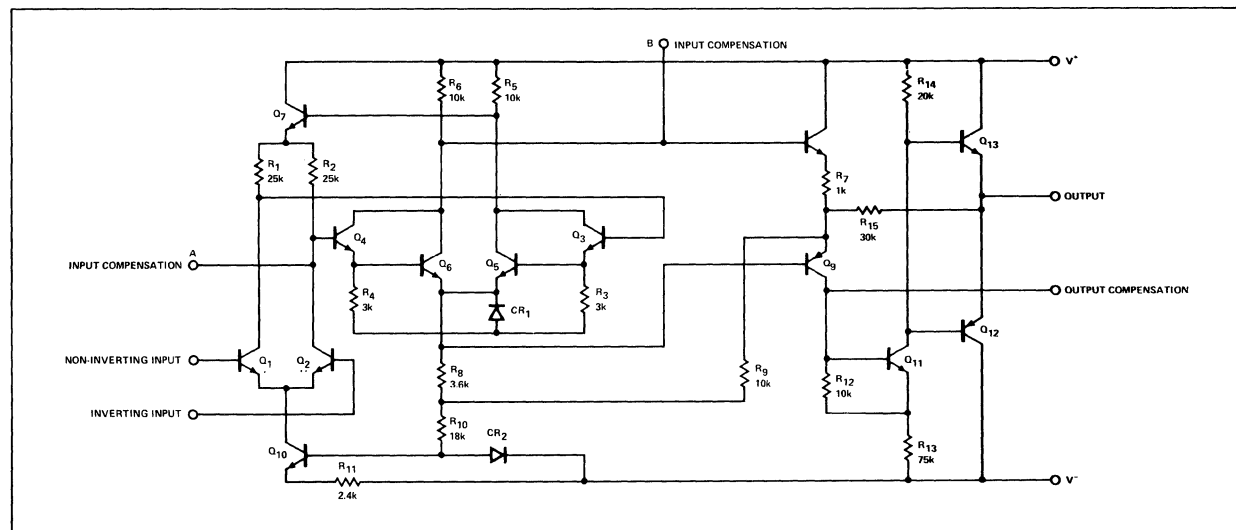 B INPUT COMPENSATION
V+
R6
10k
R5
10k
R14
20k
Q7
Q13
R1
25k
R2
25k
R7
1k
OUTPUT
R15
30k
Q4
Q3
A
INPUT COMPENSATION
Q6
Q5
Q9
OUTPUT COMPENSATION
R4
3k
CR1
R3
3k
Q12
NON-INVERTING INPUT
Q1
Q2
Q11
R8
3.6k
R9
10k
R12
10k
INVERTING INPUT
R10
18k
CR2
Q10
R13
75k
R11
2.4k
V-